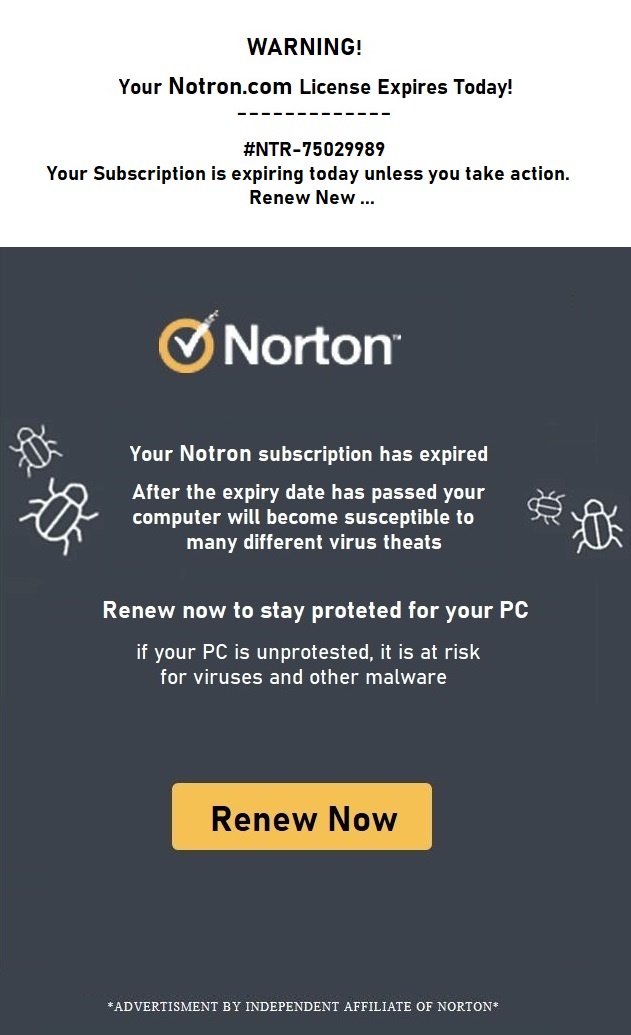 WARNING!
Your Notron.com License Expires Today!
-------------
#NTR-75029989
Your Subscription is expiring today unless you take action.
Renew New ...
Norton™
Your Notron subscription has expired
After the expiry date has passed your
computer will become susceptible to
many different virus theats
Renew now to stay proteted for your PC
if your PC is unprotested, it is at risk
for viruses and other malware
Renew Now
*ADVERTISMENT BY INDEPENDENT AFFILIATE OF NORTON*